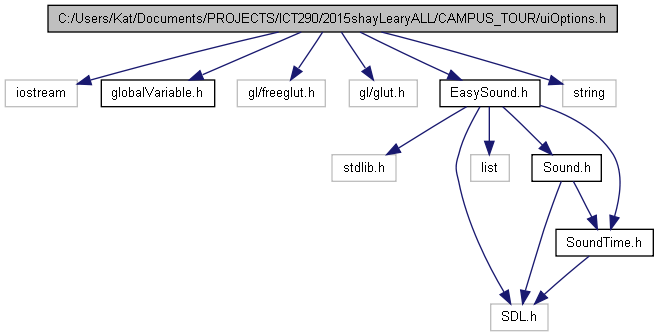 C:/Users/Kat/Documents/PROJECTS/ICT290/2015shayLearyALL/CAMPUS_TOUR/uiOptions.h
iostream
globalVariable.h
gl/freeglut.h
gl/glut.h
EasySound.h
string
stdlib.h
list
Sound.h
SoundTime.h
SDL.h